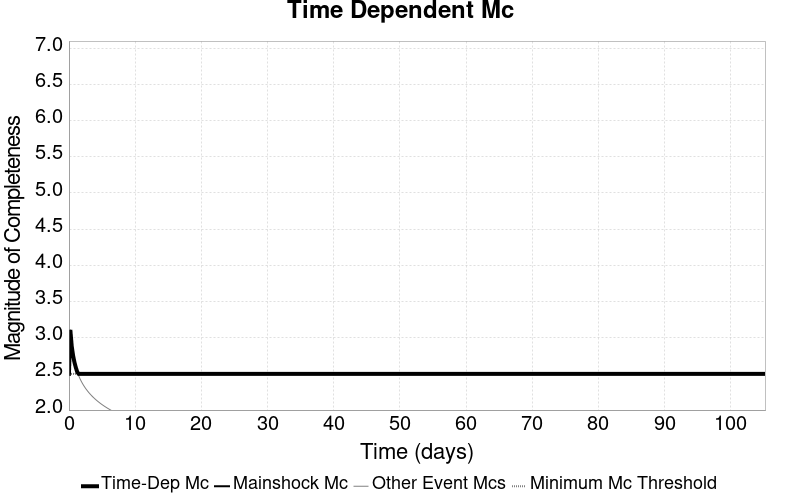 Time Dependent Mc
Magnitude of Completeness
7.0
6.5
6.0
5.5
5.0
4.5
4.0
3.5
3.0
2.5
2.0
0 10 20 30 40 50 60 70 80 90 100
Time (days)
Time-Dep Mc Mainshock Mc Other Event Mcs Minimum Mc Threshold